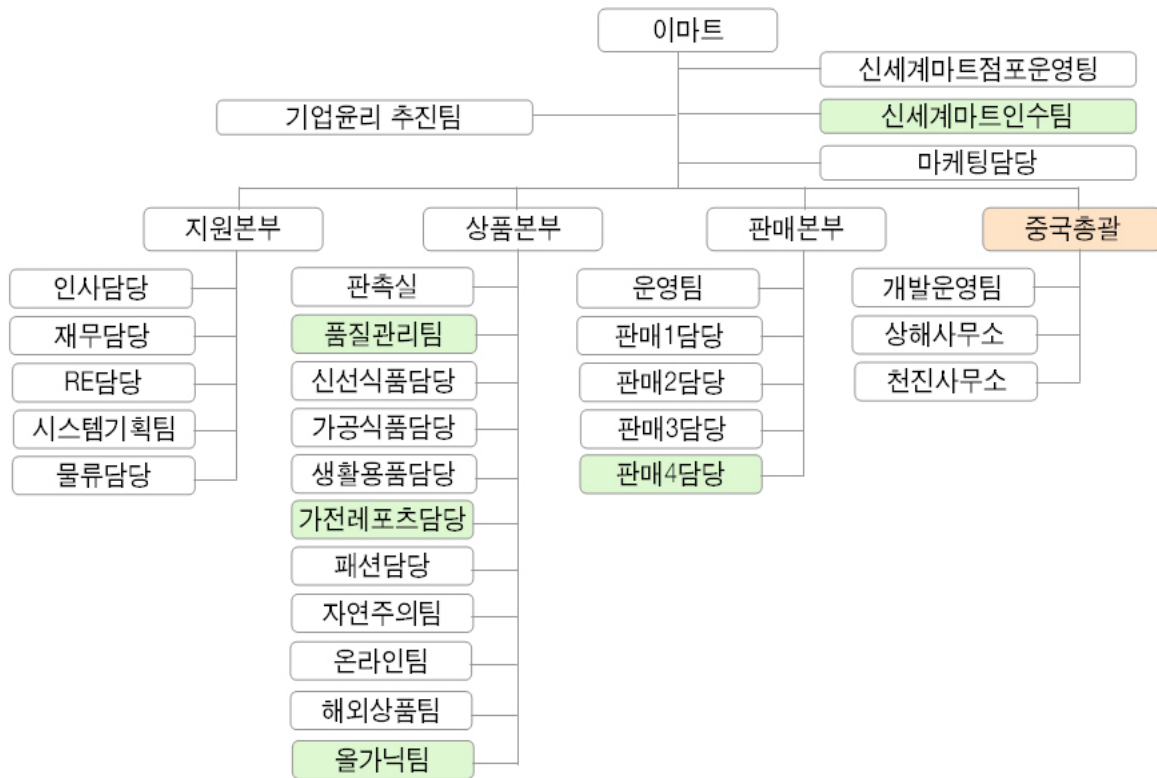 이마트
신세계마트점포운영팅
기업윤리 추진팀
신세계마트인수팀
마케팅담당
지원본부
상품본부
판매본부
중국총괄
인사담당
재무담당
RE담당
시스템기획팀
물류담당
판촉실
품질관리팀
신선식품담당
가공식품담당
생활용품담당
가전레포츠담당
패션담당
자연주의팀
온라인팀
해외상품팀
올가닉팀
운영팀
판매1담당
판매2담당
판매3담당
판매4담당
개발운영팀
상해사무소
천진사무소